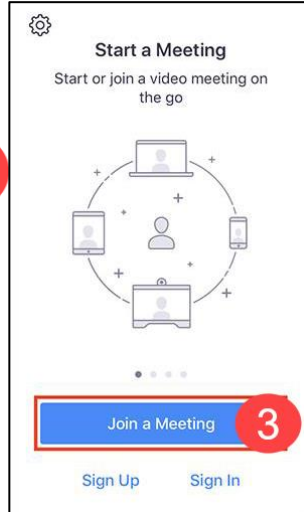 Start a Meeting
Start or join a video meeting on
the go
Join a Meeting 3
Sign Up Sign In